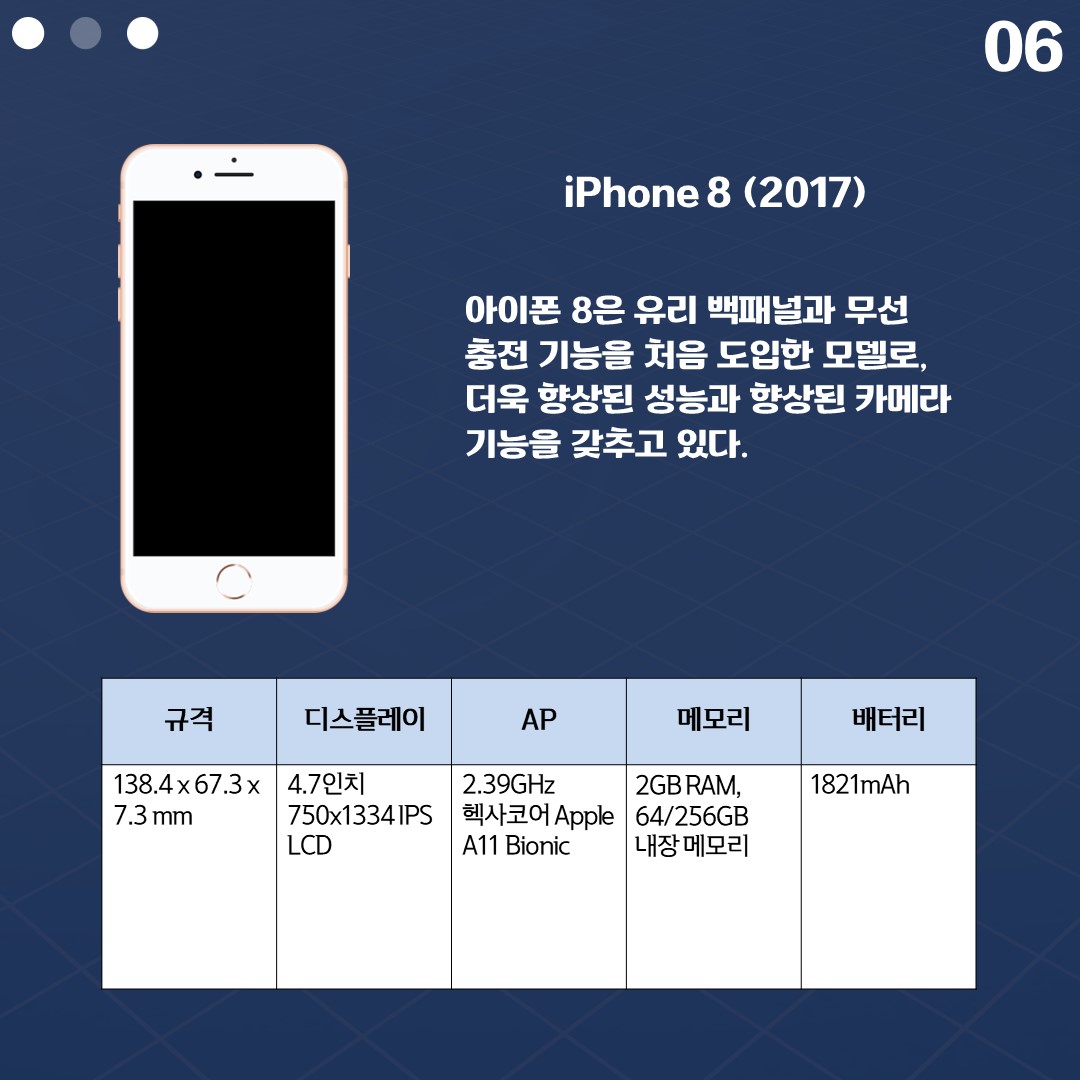 06
iPhone 8 (2017)
아이폰 8은 유리 백패널과 무선
충전 기능을 처음 도입한 모델로,
더욱 향상된 성능과 향상된 카메라
기능을 갖추고 있다.
규격 디스플레이 AP 메모리 배터리
138.4 x 67.3 x
7.3 mm
4.7인치
750x1334 IPS
LCD
2.39GHz
헥사코어 Apple
A11 Bionic
2GB RAM,
64/256GB
내장 메모리
1821mAh